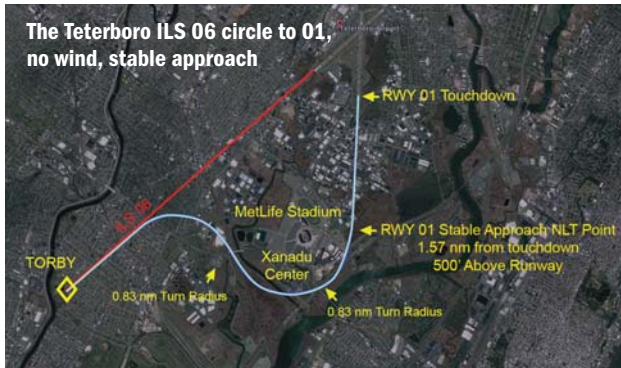 The Teterboro ILS 06 circle to 01,
no wind, stable approach
Teterboro Airport
RWY 01 Touchdown
ILS 06
MetLife Stadium
RWY 01 Stable Approach NLT Point
1.57 nm from touchdown
500' Above Runway
Xanadu
Center
TORBY
0.83 nm Turn Radius
0.83 nm Turn Radius